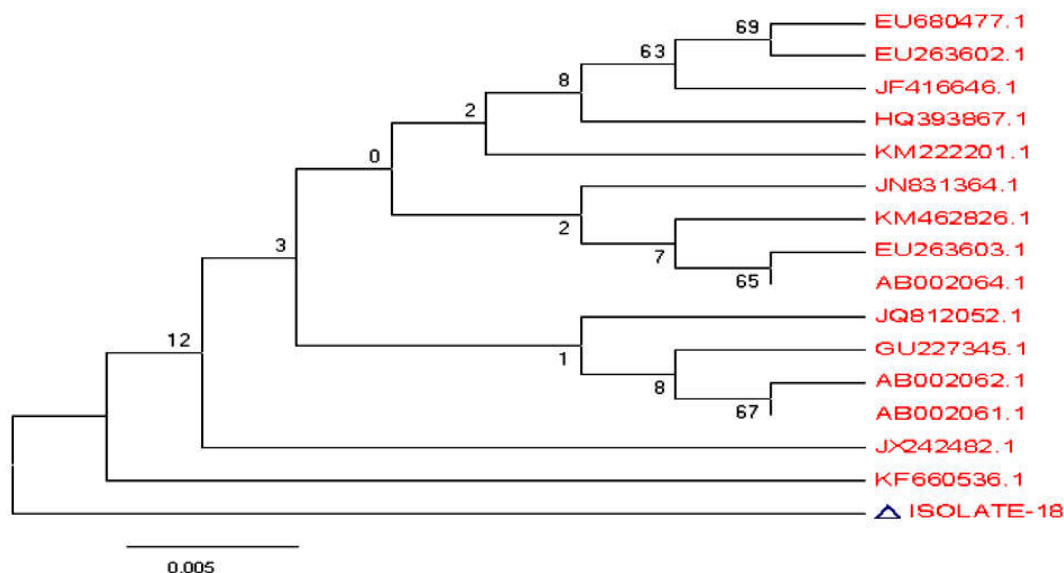 EU680477.1
69
EU263602.1
63
JF416646.1
8
HQ393867.1
2
KM222201.1
0
JN831364.1
2
KM462826.1
7
EU263603.1
65
AB002064.1
3
JQ812052.1
1
GU227345.1
8
AB002062.1
67
AB002061.1
12
JX242482.1
KF660536.1
ISOLATE-18
0.005